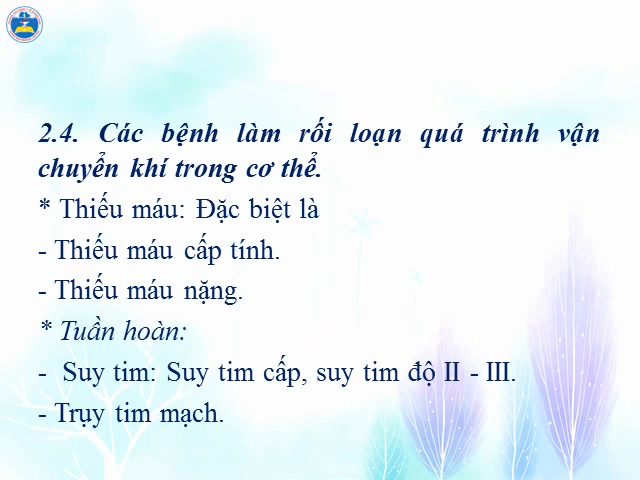 2.4. Các bệnh làm rối loạn quá trình vận
chuyển khí trong cơ thể.
* Thiếu máu: Đặc biệt là
- Thiếu máu cấp tính.
- Thiếu máu nặng.
* Tuần hoàn:
- Suy tim: Suy tim cấp, suy tim độ II - III.
- Trụy tim mạch.